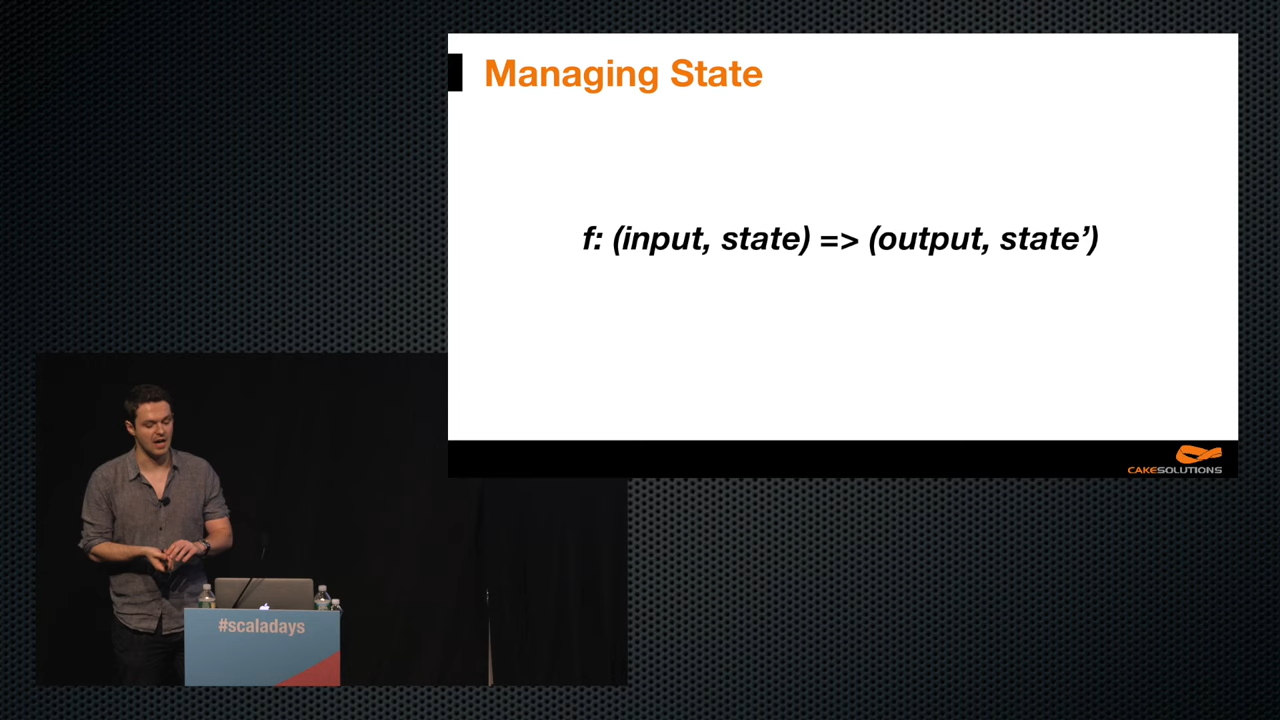 Managing State
f: (input, state) => (output, state’)
CAKESOLUTIONS
#scaladays